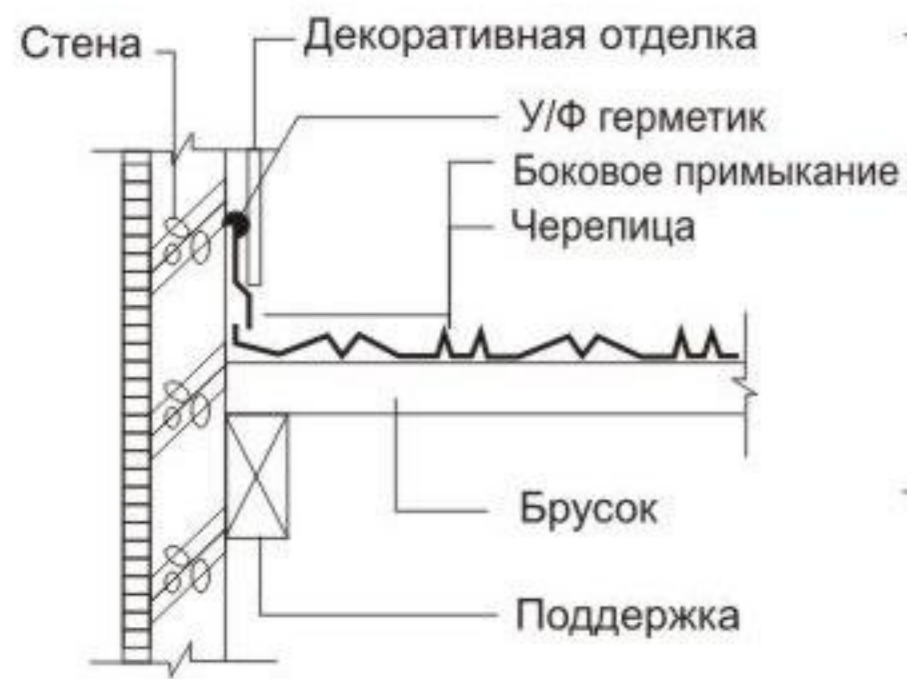 Стена
Декоративная отделка
У/Ф герметик
Боковое примыкание
Черепица
Брусок
Поддержка